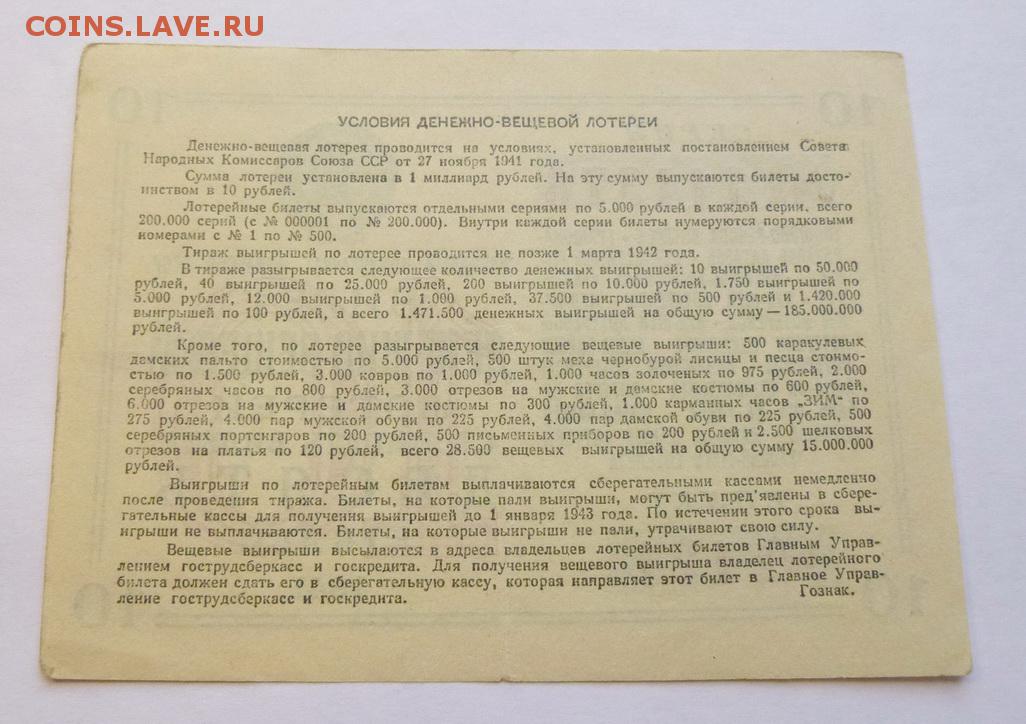 COINS.LAVE.RU
УСЛОВИЯ ДЕНЕЖНО-ВЕЩЕВОЙ ЛОТЕРЕИ
Денежно-вещевая лотерея проводится на условиях, установленных постановлением Совета
Народных Комиссаров Союза ССР от 27 ноября 1941 года.
Сумма лотереи установлена в 1 миллиард рублей. На эту сумму выпускаются билеты досто-
инством в 10 рублей.
Лотерейные билеты выпускаются отдельными сериями по 5.000 рублей в каждой серии, всего
200.000 серий (с № 000001 по № 200.000). Внутри каждой серии билеты нумеруются порядковыми
номерами с № 1 по № 500.
Тираж выигрышей по лотерее проводится не позже 1 марта 1942 года.
В тираже разыгрывается следующее количество денежных выигрышей: 10 выигрышей по 50.000
рублей, 40 выигрышей по 25.000 рублей, 200 выигрышей по 10.000 рублей, 1.750 выигрышей по
5.000 рублей, 12.000 выигрышей по 1.000 рублей, 37.500 выигрышей по 500 рублей и 1.420.000
выигрышей по 100 рублей, а всего 1.471.500 денежных выигрышей на общую сумму — 185.000.000
рублей.
Кроме того, по лотерее разыгрывается следующие вещевые выигрыши: 500 каракулевых
дамских пальто стоимостью по 5.000 рублей, 500 штук меха чернобурой лисицы и песца стоимо-
стью по 1.500 рублей, 3.000 ковров по 1.000 рублей, 1.000 часов золоченых по 975 рублей, 2.000
серебряных часов по 800 рублей, 3.000 отрезов на мужские и дамские костюмы по 600 рублей,
6.000 отрезов на мужские и дамские костюмы по 300 рублей, 1.000 карманных часов „ЗИМ" по
275 рублей, 4.000 пар мужской обуви по 225 рублей, 4.000 пар дамской обуви по 225 рублей, 500
серебряных портсигаров по 200 рублей, 500 письменных приборов по 200 рублей и 2.500 шелковых
отрезов на платья по 120 рублей, всего 28.500 вещевых выигрышей на общую сумму 15.000.000
рублей.
Выигрыши по лотерейным билетам выплачиваются сберегательными кассами немедленно
после проведения тиража. Билеты, на которые пали выигрыши, могут быть пред'явлены в сбере-
гательные кассы для получения выигрышей до 1 января 1943 года. По истечении этого срока вы-
игрыши не выплачиваются. Билеты, на которые выигрыши не пали, утрачивают свою силу.
Вещевые выигрыши высылаются в адреса владельцев лотерейных билетов Главным Управ-
лением гострудсберкасс и госкредита. Для получения вещевого выигрыша владелец лотерейного
билета должен сдать его в сберегательную кассу, которая направляет этот билет в Главное Управ-
ление гострудсберкасс и госкредита.
Гознак.